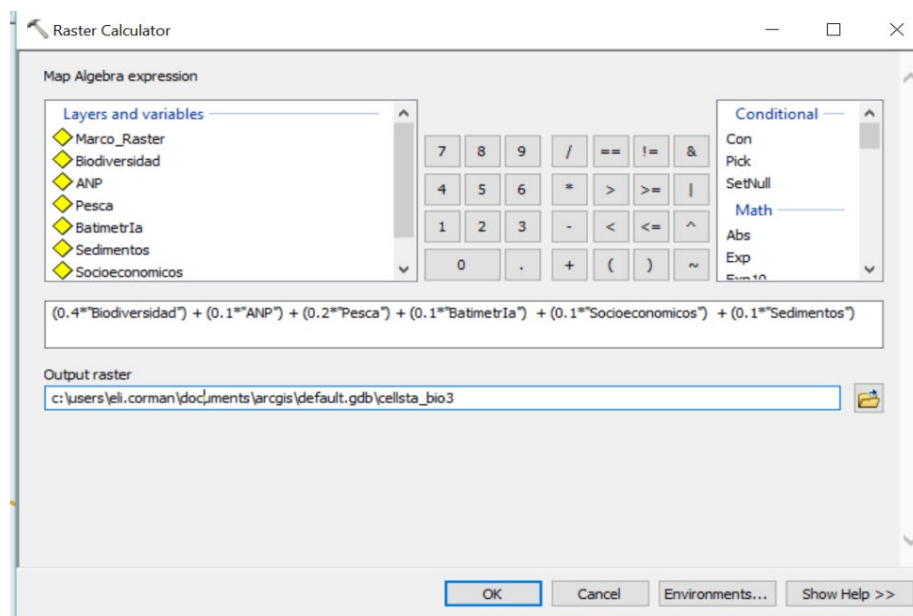 Raster Calculator
Map Algebra expression
Layers and variables
Marco_Raster
Biodiversidad
ANP
Pesca
BatimetrIa
Sedimentos
Socioeconomicos
7 8 9 / == != &
4 5 6 * > >= |
1 2 3 - < <= ^
0 . + ( ) ~
Conditional
Con
Pick
SetNull
Math
Abs
Exp
Exp10
(0.4*"Biodiversidad") + (0.1*"ANP") + (0.2*"Pesca") + (0.1*"BatimetrIa") + (0.1*"Socioeconomicos") + (0.1*"Sedimentos")
Output raster
c:\users\eli.corman\documents\arcgis\default.gdb\cellsta_bio3
OK Cancel Environments... Show Help >>